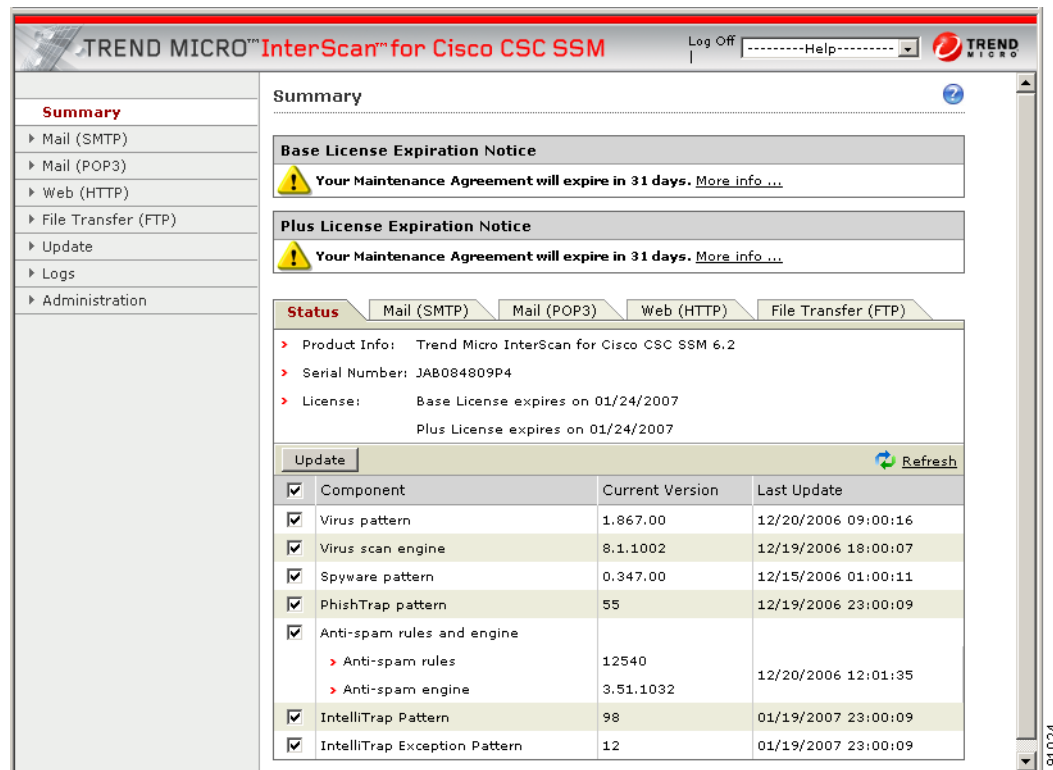 TREND MICRO™ InterScan™ for Cisco CSC SSM
Log Off
|
---------Help---------
TREND
MICRO
Summary
Mail (SMTP)
Mail (POP3)
Web (HTTP)
File Transfer (FTP)
Update
Logs
Administration
Summary
?
Base License Expiration Notice
Your Maintenance Agreement will expire in 31 days. More info ...
Plus License Expiration Notice
Your Maintenance Agreement will expire in 31 days. More info ...
Status Mail (SMTP) Mail (POP3) Web (HTTP) File Transfer (FTP)
Product Info: Trend Micro InterScan for Cisco CSC SSM 6.2
Serial Number: JAB084809P4
License: Base License expires on 01/24/2007
Plus License expires on 01/24/2007
Update Refresh
Component Current Version Last Update
Virus pattern 1.867.00 12/20/2006 09:00:16
Virus scan engine 8.1.1002 12/19/2006 18:00:07
Spyware pattern 0.347.00 12/15/2006 01:00:11
PhishTrap pattern 55 12/19/2006 23:00:09
Anti-spam rules and engine
Anti-spam rules 12540
12/20/2006 12:01:35
Anti-spam engine 3.51.1032
IntelliTrap Pattern 98 01/19/2007 23:00:09
IntelliTrap Exception Pattern 12 01/19/2007 23:00:09